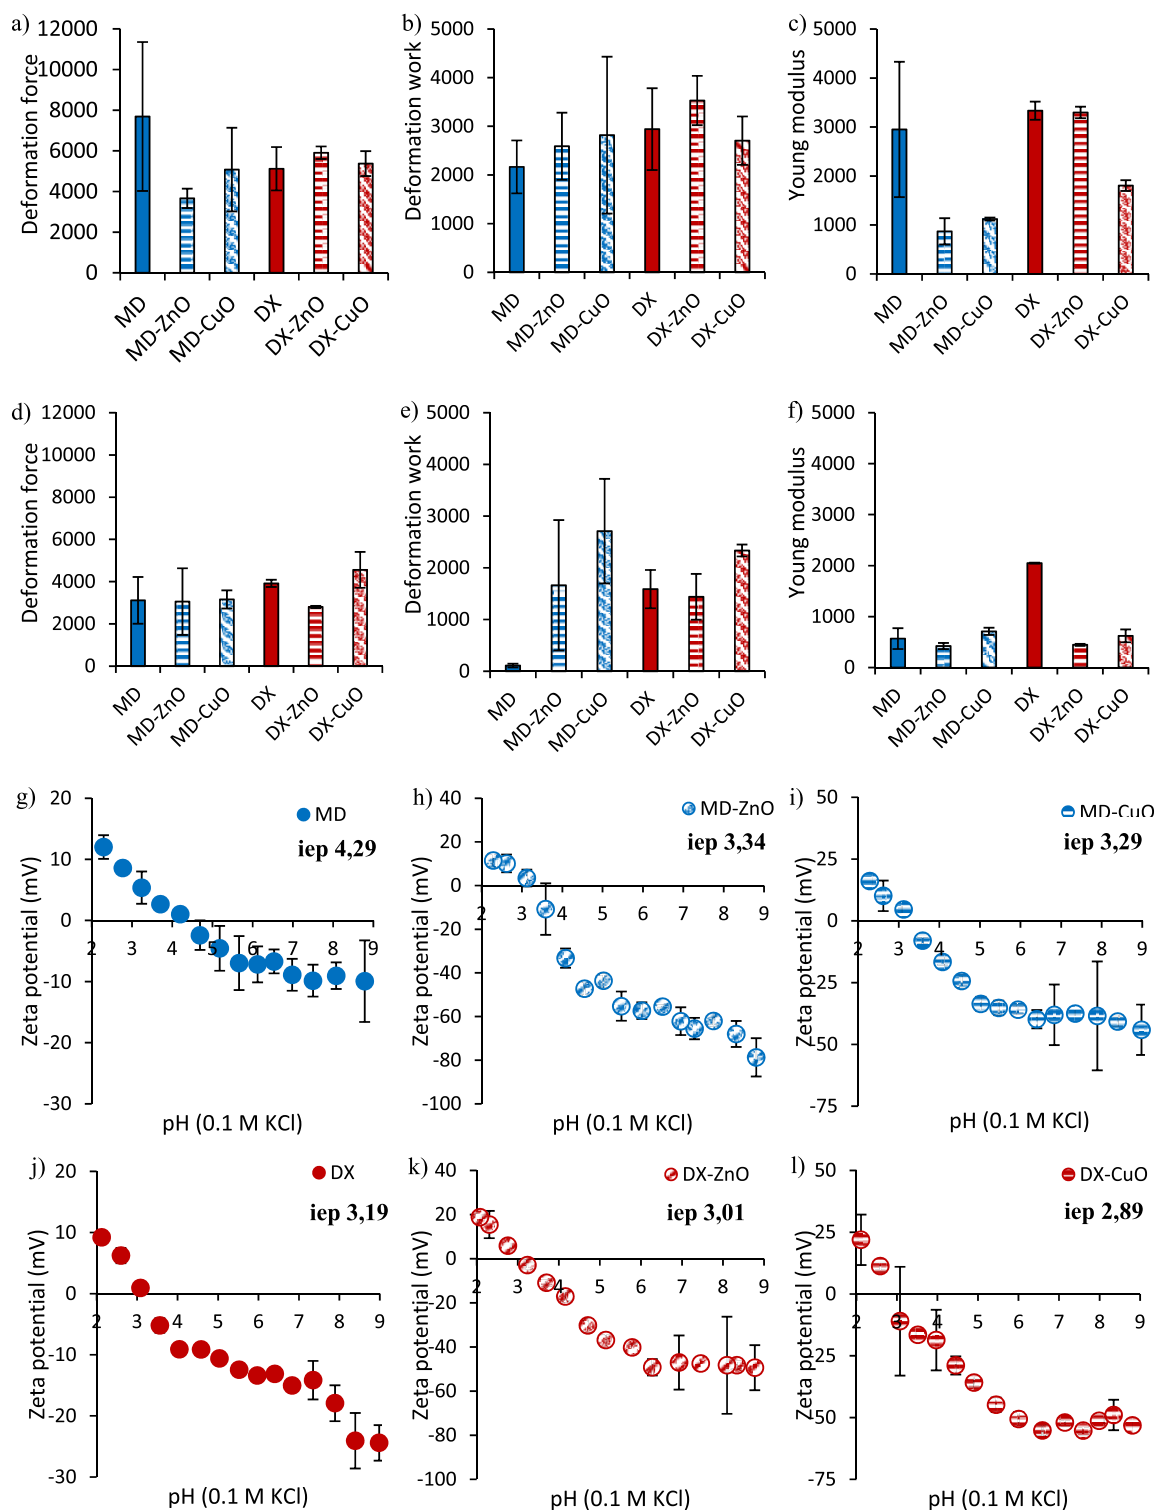 a)
Deformation force
12000
10000
8000
6000
4000
2000
0
MD
MD-ZnO
MD-CuO
DX
DX-ZnO
DX-CuO
b)
Deformation work
5000
4000
3000
2000
1000
0
MD
MD-ZnO
MD-CuO
DX
DX-ZnO
DX-CuO
c)
Young modulus
5000
4000
3000
2000
1000
0
MD
MD-ZnO
MD-CuO
DX
DX-ZnO
DX-CuO
d)
Deformation force
12000
10000
8000
6000
4000
2000
0
MD
MD-ZnO
MD-CuO
DX
DX-ZnO
DX-CuO
e)
Deformation work
5000
4000
3000
2000
1000
0
MD
MD-ZnO
MD-CuO
DX
DX-ZnO
DX-CuO
f)
Young modulus
5000
4000
3000
2000
1000
0
MD
MD-ZnO
MD-CuO
DX
DX-ZnO
DX-CuO
g)
Zeta potential (mV)
20
10
0
-10
-20
-30
2 3 4 5 6 7 8 9
MD
iep 4,29
pH (0.1 M KCl)
h)
Zeta potential (mV)
40
20
0
-20
-40
-60
-80
-100
2 3 4 5 6 7 8 9
MD-ZnO
iep 3,34
pH (0.1 M KCl)
i)
Zeta potential (mV)
50
25
0
-25
-50
-75
2 3 4 5 6 7 8 9
MD-CuO
iep 3,29
pH (0.1 M KCl)
j)
Zeta potential (mV)
20
10
0
-10
-20
-30
2 3 4 5 6 7 8 9
DX
iep 3,19
pH (0.1 M KCl)
k)
Zeta potential (mV)
40
20
0
-20
-40
-60
-80
-100
2 3 4 5 6 7 8 9
DX-ZnO
iep 3,01
pH (0.1 M KCl)
l)
Zeta potential (mV)
50
25
0
-25
-50
-75
2 3 4 5 6 7 8 9
DX-CuO
iep 2,89
pH (0.1 M KCl)